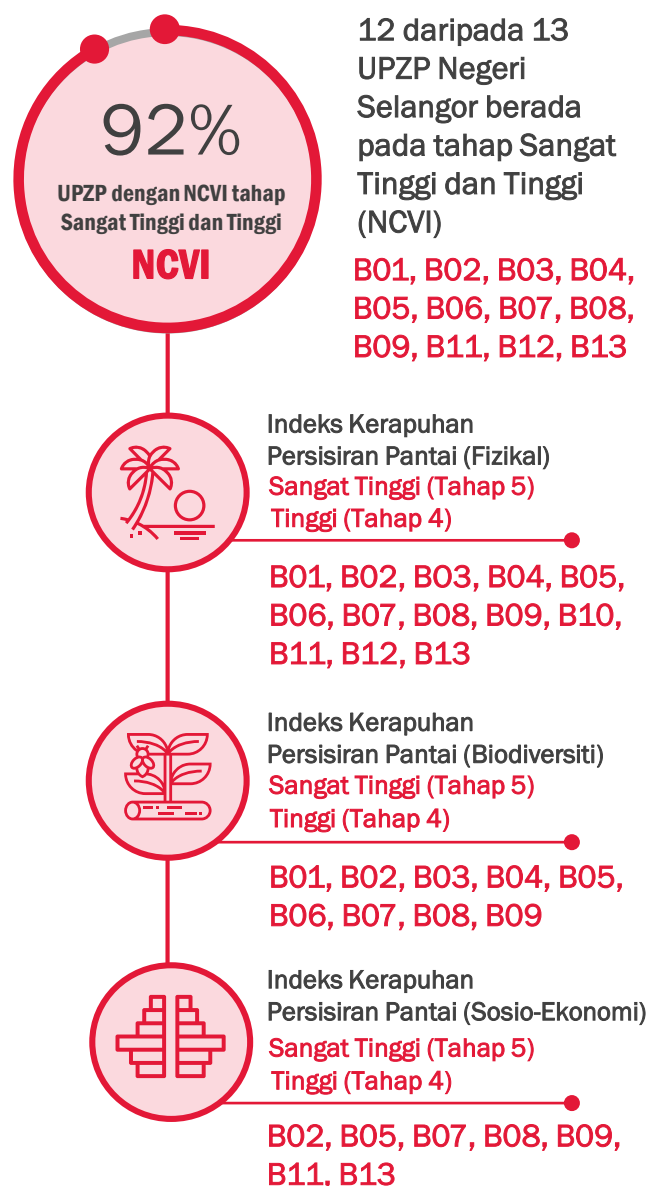 92%
UPZP dengan NCVI tahap
Sangat Tinggi dan Tinggi
NCVI
12 daripada 13
UPZP Negeri
Selangor berada
pada tahap Sangat
Tinggi dan Tinggi
(NCVI)
B01, B02, B03, B04,
B05, B06, B07, B08,
B09, B11, B12, B13
Indeks Kerapuhan
Persisiran Pantai (Fizikal)
Sangat Tinggi (Tahap 5)
Tinggi (Tahap 4)
B01, B02, BO3, B04, B05,
B06, B07, B08, B09, B10,
B11, B12, B13
Indeks Kerapuhan
Persisiran Pantai (Biodiversiti)
Sangat Tinggi (Tahap 5)
Tinggi (Tahap 4)
B01, B02, B03, B04, B05,
B06, B07, B08, B09
Indeks Kerapuhan
Persisiran Pantai (Sosio-Ekonomi)
Sangat Tinggi (Tahap 5)
Tinggi (Tahap 4)
B02, B05, B07, B08, B09,
B11, B13